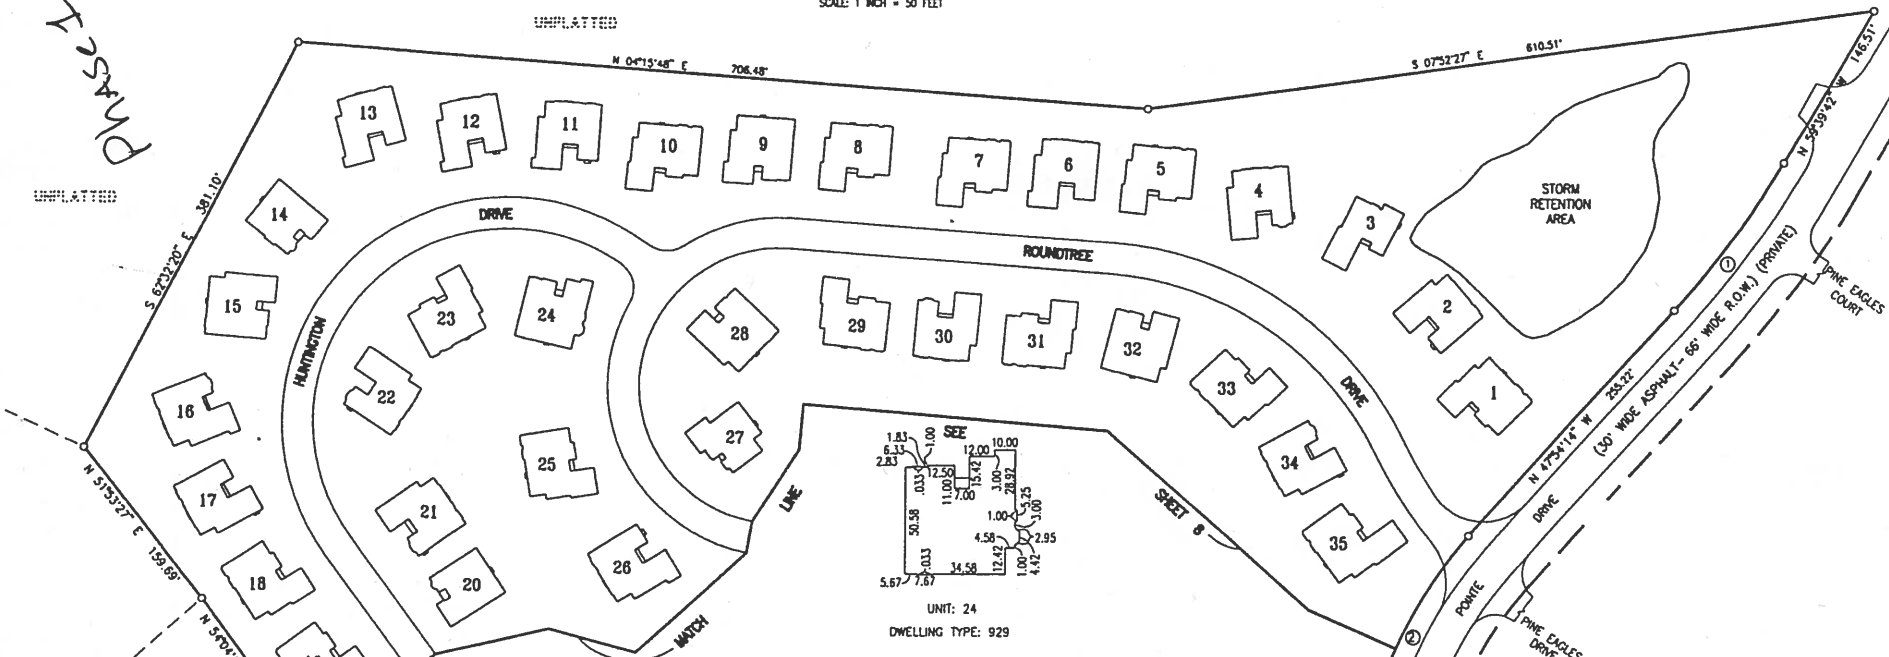 SCALE: 1 INCH = 50 FEET
UNPLATTED
Phase I
N 04°15'48" E 706.48'
S 07°52'27" E 610.51'
N 59°39'42" W 146.51'
UNPLATTED
S 62°32'20" E 381.10'
13
12
11
10
9
8
7
6
5
4
3
2
1
14
15
16
17
18
DRIVE
ROUNDTREE
HUNTINGTON
DRIVE
STORM
RETENTION
AREA
23
24
22
25
21
20
26
28
27
29
30
31
32
33
34
35
1
(30' WIDE ASPHALT- 66' WIDE R.O.W.) (PRIVATE)
PINE EAGLES
COURT
N 47°54'14" W 255.22'
N 51°53'27" E 159.69'
N 54°04'
SEE
LINE
MATCH
SHEET 8
1.83
1.00
6.33
2.83
12.50
.033
11.00
7.00
12.00
15.42
10.00
3.00
28.92
5.25
1.00
3.00
2.95
4.58
12.42
1.00
4.42
50.58
.033
5.67
7.67
34.58
UNIT: 24
DWELLING TYPE: 929
POINTE DRIVE
2
PINE EAGLES
DRIVE